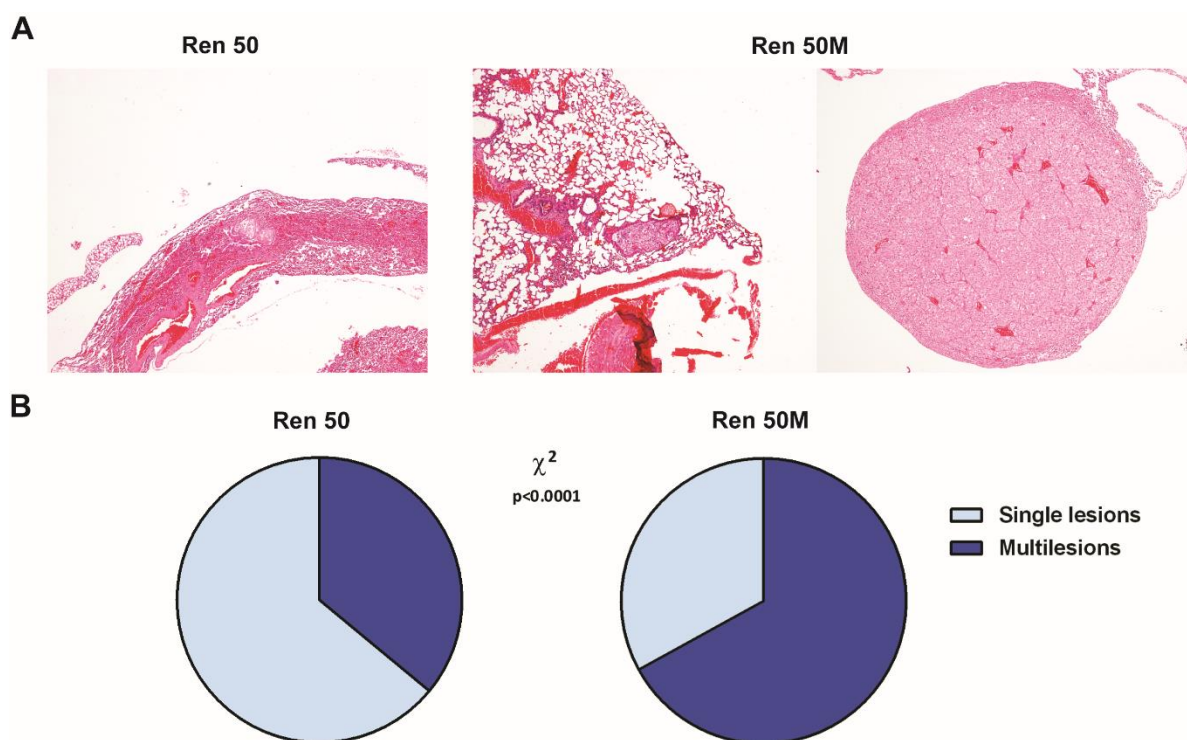 A
Ren 50
Ren 50M
B
Ren 50
Ren 50M
χ²
p<0.0001
Single lesions
Multilesions